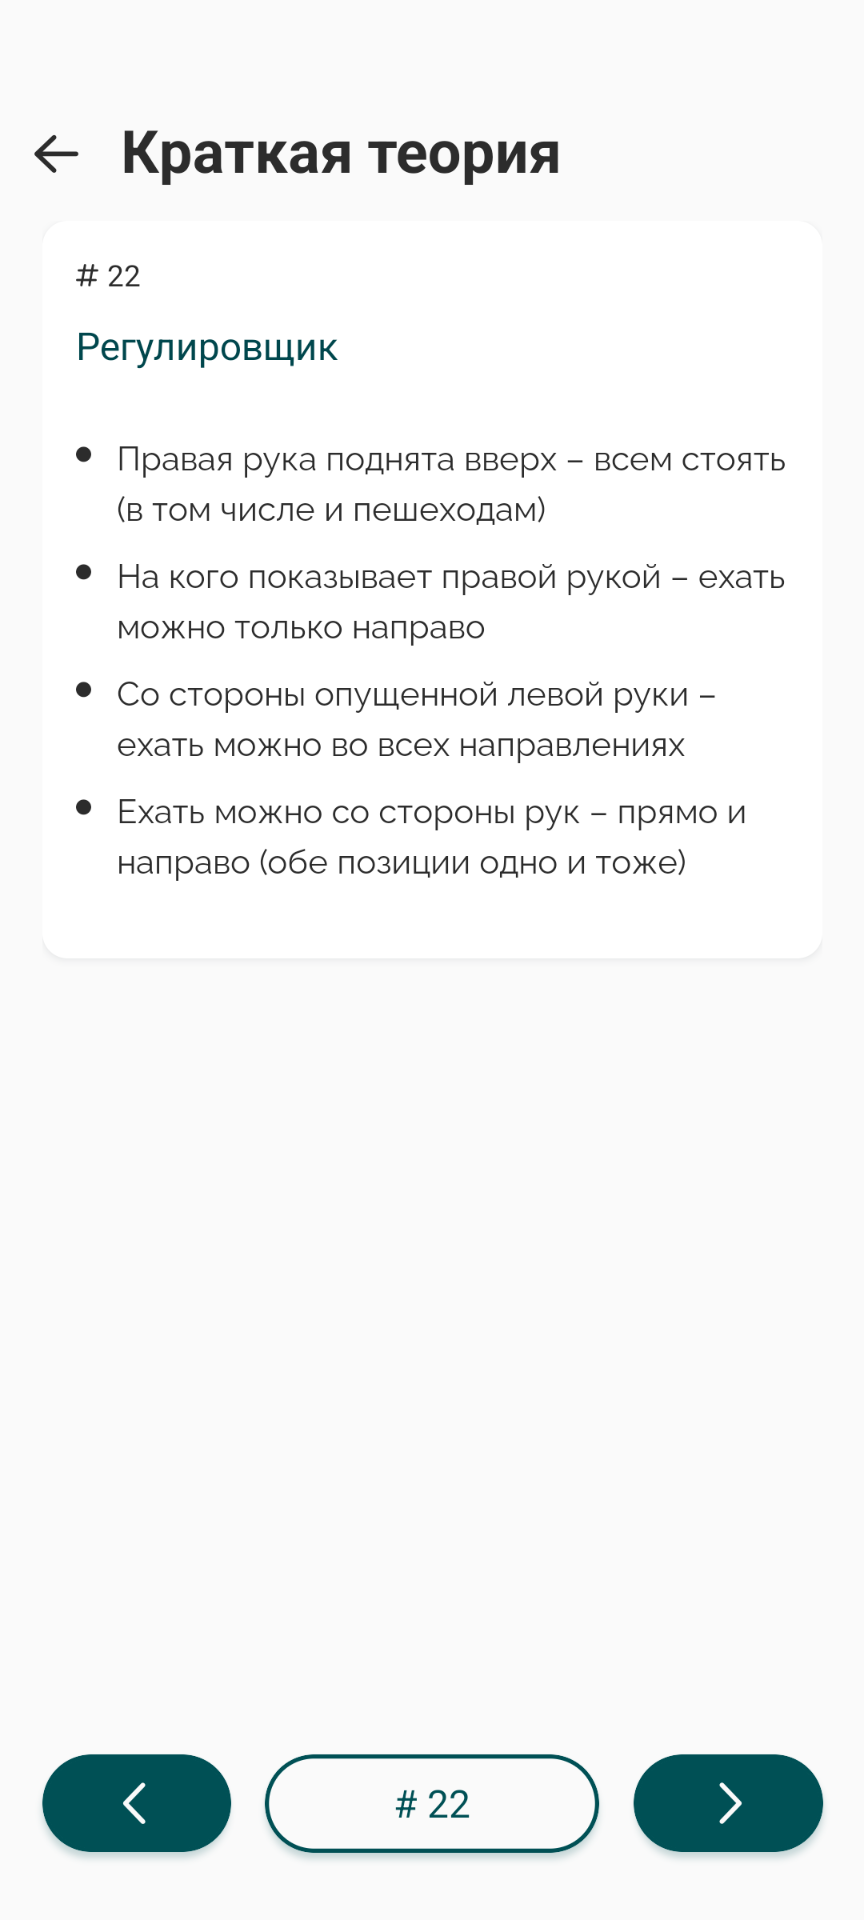 Краткая теория
# 22
Регулировщик
Правая рука поднята вверх – всем стоять
(в том числе и пешеходам)
На кого показывает правой рукой – ехать
можно только направо
Со стороны опущенной левой руки –
ехать можно во всех направлениях
Ехать можно со стороны рук – прямо и
направо (обе позиции одно и тоже)
# 22